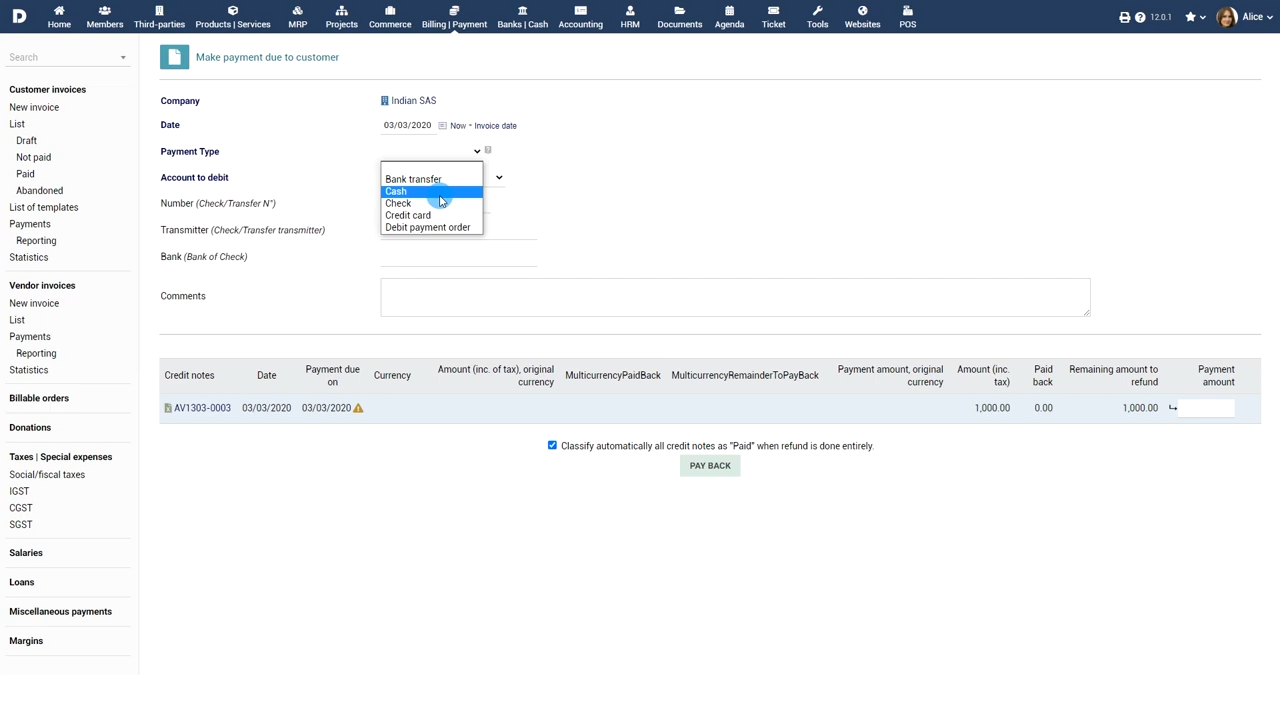 D
Home
Members
Third-parties
Products | Services
MRP
Projects
Commerce
Billing | Payment
Banks | Cash
Accounting
HRM
Documents
Agenda
Ticket
Tools
Websites
POS
12.0.1
Alice
Search
Customer invoices
New invoice
List
Draft
Not paid
Paid
Abandoned
List of templates
Payments
Reporting
Statistics
Vendor invoices
New invoice
List
Payments
Reporting
Statistics
Billable orders
Donations
Taxes | Special expenses
Social/fiscal taxes
IGST
CGST
SGST
Salaries
Loans
Miscellaneous payments
Margins
Make payment due to customer
Company Indian SAS
Date 03/03/2020 Now - Invoice date
Payment Type
Account to debit
Bank transfer
Cash
Check
Credit card
Debit payment order
Number (Check/Transfer N°)
Transmitter (Check/Transfer transmitter)
Bank (Bank of Check)
Comments
Credit notes
Date
Payment due
on
Currency
Amount (inc. of tax), original
currency
MulticurrencyPaidBack
MulticurrencyRemainderToPayBack
Payment amount, original
currency
Amount (inc.
tax)
Paid
back
Remaining amount to
refund
Payment
amount
AV1303-0003 03/03/2020 03/03/2020 1,000.00 0.00 1,000.00
Classify automatically all credit notes as "Paid" when refund is done entirely.
PAY BACK